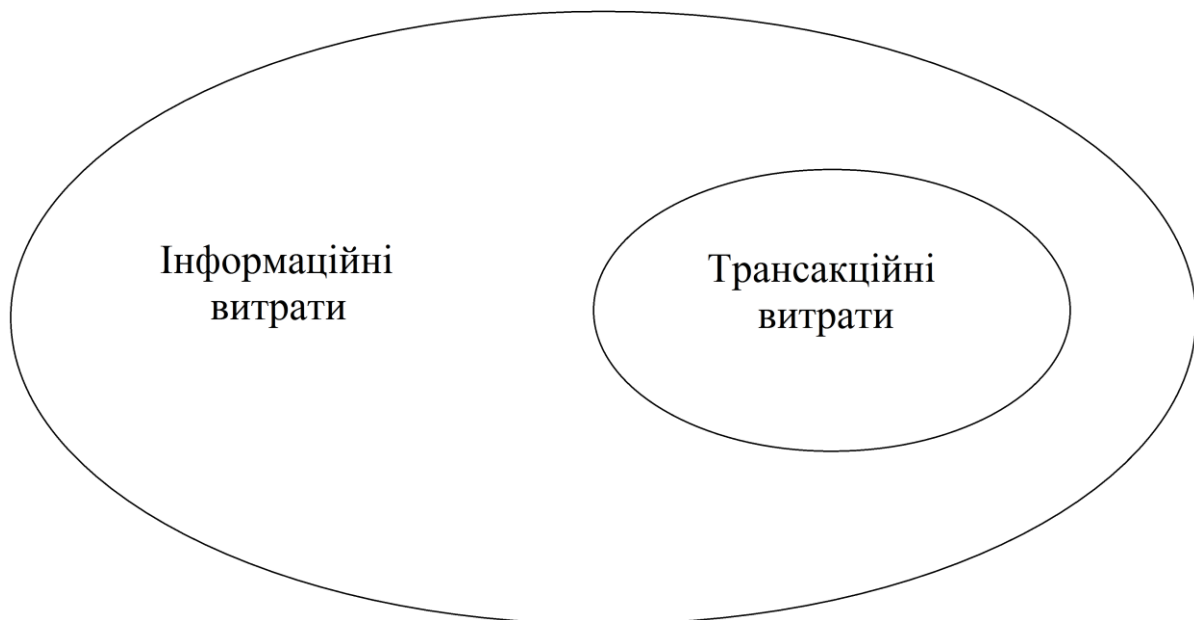 Інформаційні
витрати
Трансакційні
витрати